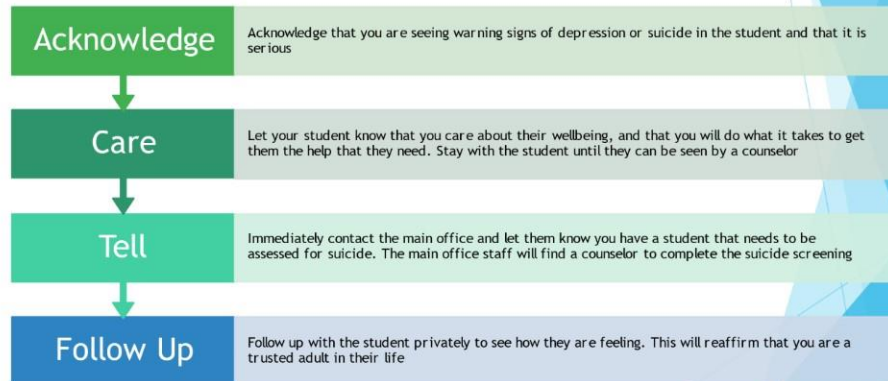 Acknowledge
Acknowledge that you are seeing warning signs of depression or suicide in the student and that it is
serious
Care
Let your student know that you care about their wellbeing, and that you will do what it takes to get
them the help that they need. Stay with the student until they can be seen by a counselor
Tell
Immediately contact the main office and let them know you have a student that needs to be
assessed for suicide. The main office staff will find a counselor to complete the suicide screening
Follow Up
Follow up with the student privately to see how they are feeling. This will reaffirm that you are a
trusted adult in their life